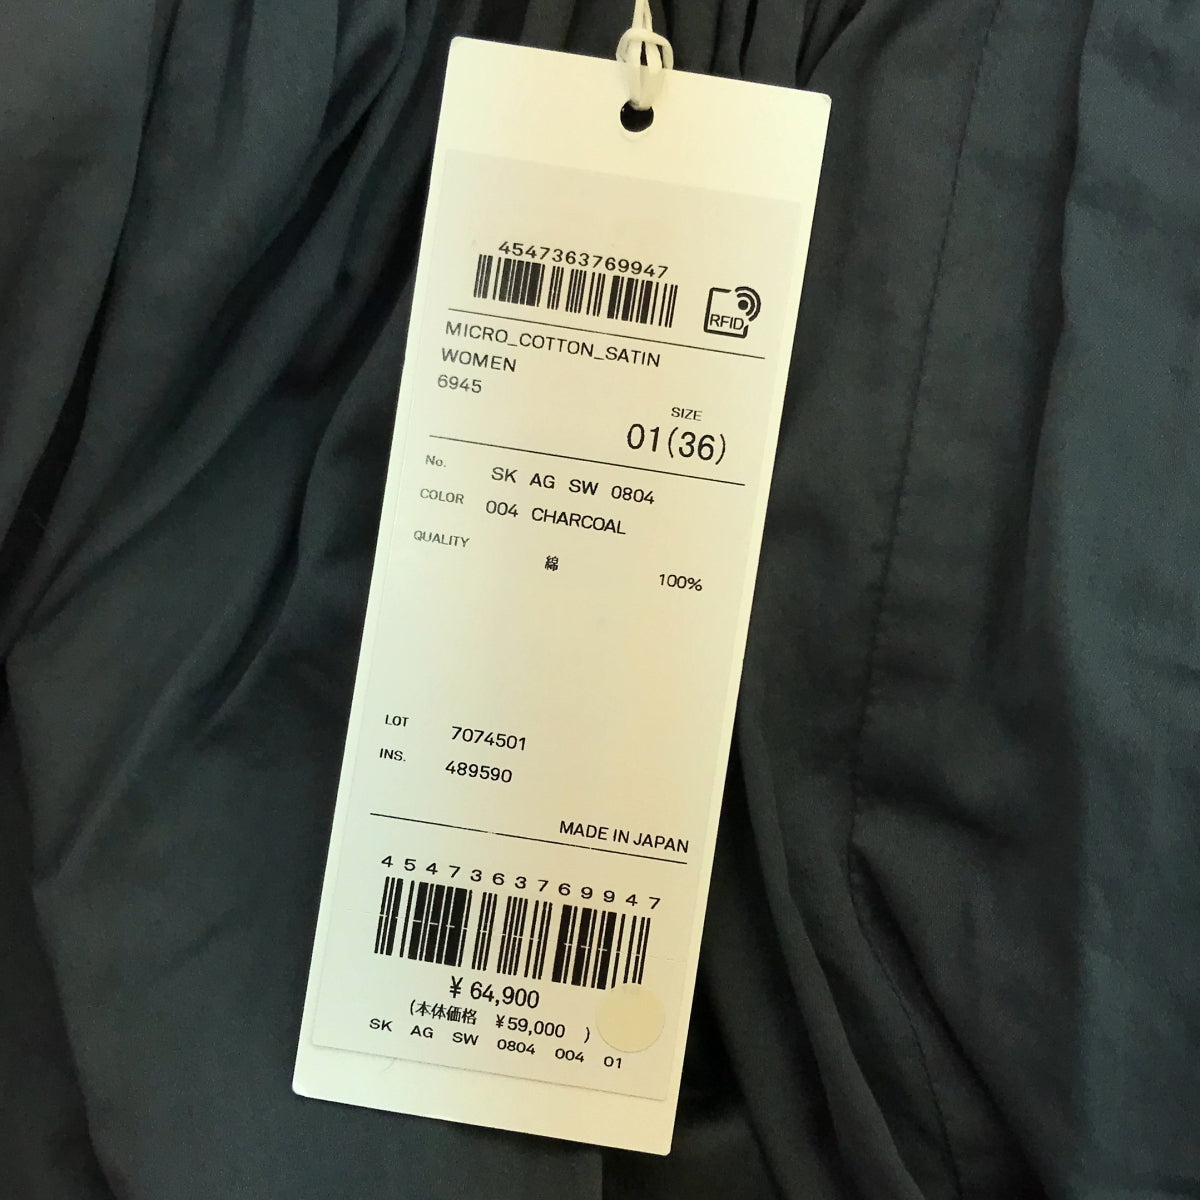 4547363769947
RFID
MICRO_COTTON_SATIN
WOMEN
6945
SIZE
01(36)
No. SK AG SW 0804
COLOR 004 CHARCOAL
QUALITY
綿 100%
LOT 7074501
INS. 489590
MADE IN JAPAN
4547363769947
¥ 64,900
(本体価格 ¥59,000 )
SK AG SW 0804 004 01